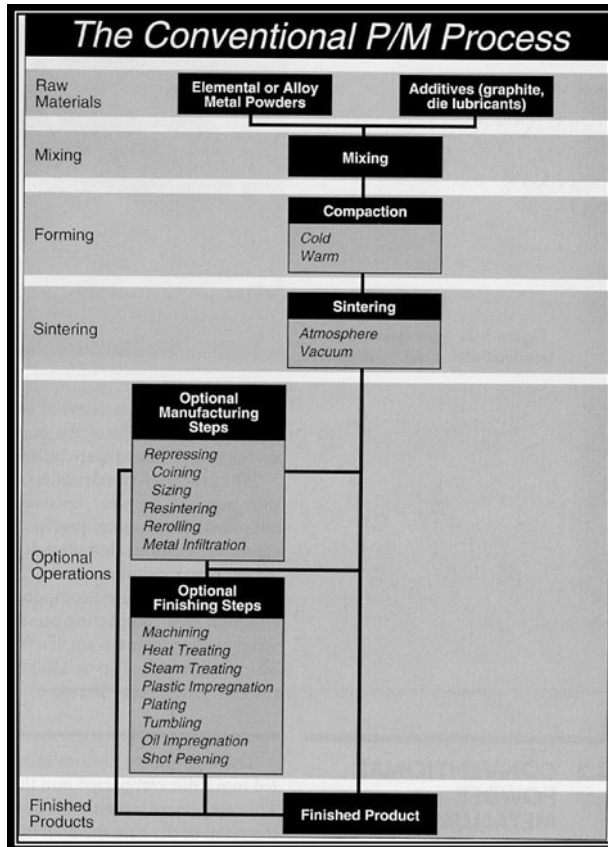 The Conventional P/M Process
Raw
Materials
Elemental or Alloy
Metal Powders
Additives (graphite,
die lubricants)
Mixing
Mixing
Forming
Compaction
Cold
Warm
Sintering
Sintering
Atmosphere
Vacuum
Optional
Operations
Optional
Manufacturing
Steps
Repressing
Coining
Sizing
Resintering
Rerolling
Metal Infiltration
Optional
Finishing Steps
Machining
Heat Treating
Steam Treating
Plastic Impregnation
Plating
Tumbling
Oil Impregnation
Shot Peening
Finished
Products
Finished Product